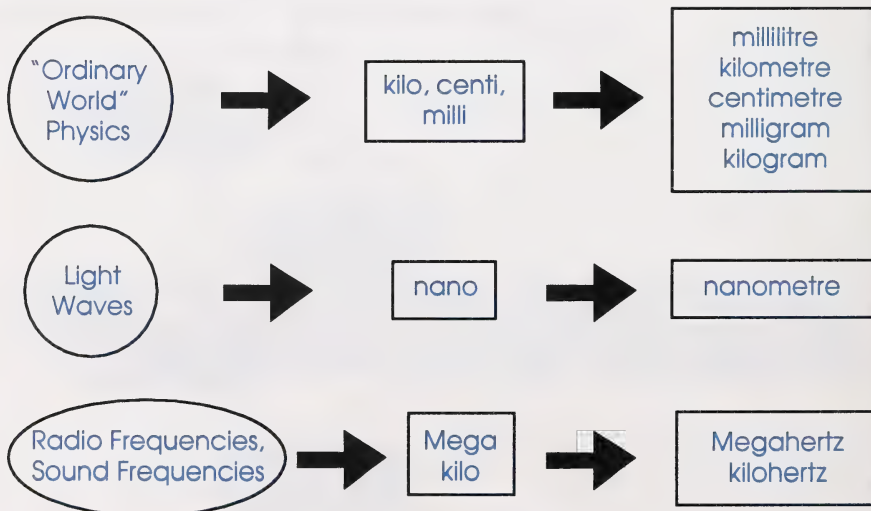 "Ordinary
World"
Physics
kilo, centi,
milli
millilitre
kilometre
centimetre
milligram
kilogram
Light
Waves
nano
nanometre
Radio Frequencies,
Sound Frequencies
Mega
kilo
Megahertz
kilohertz